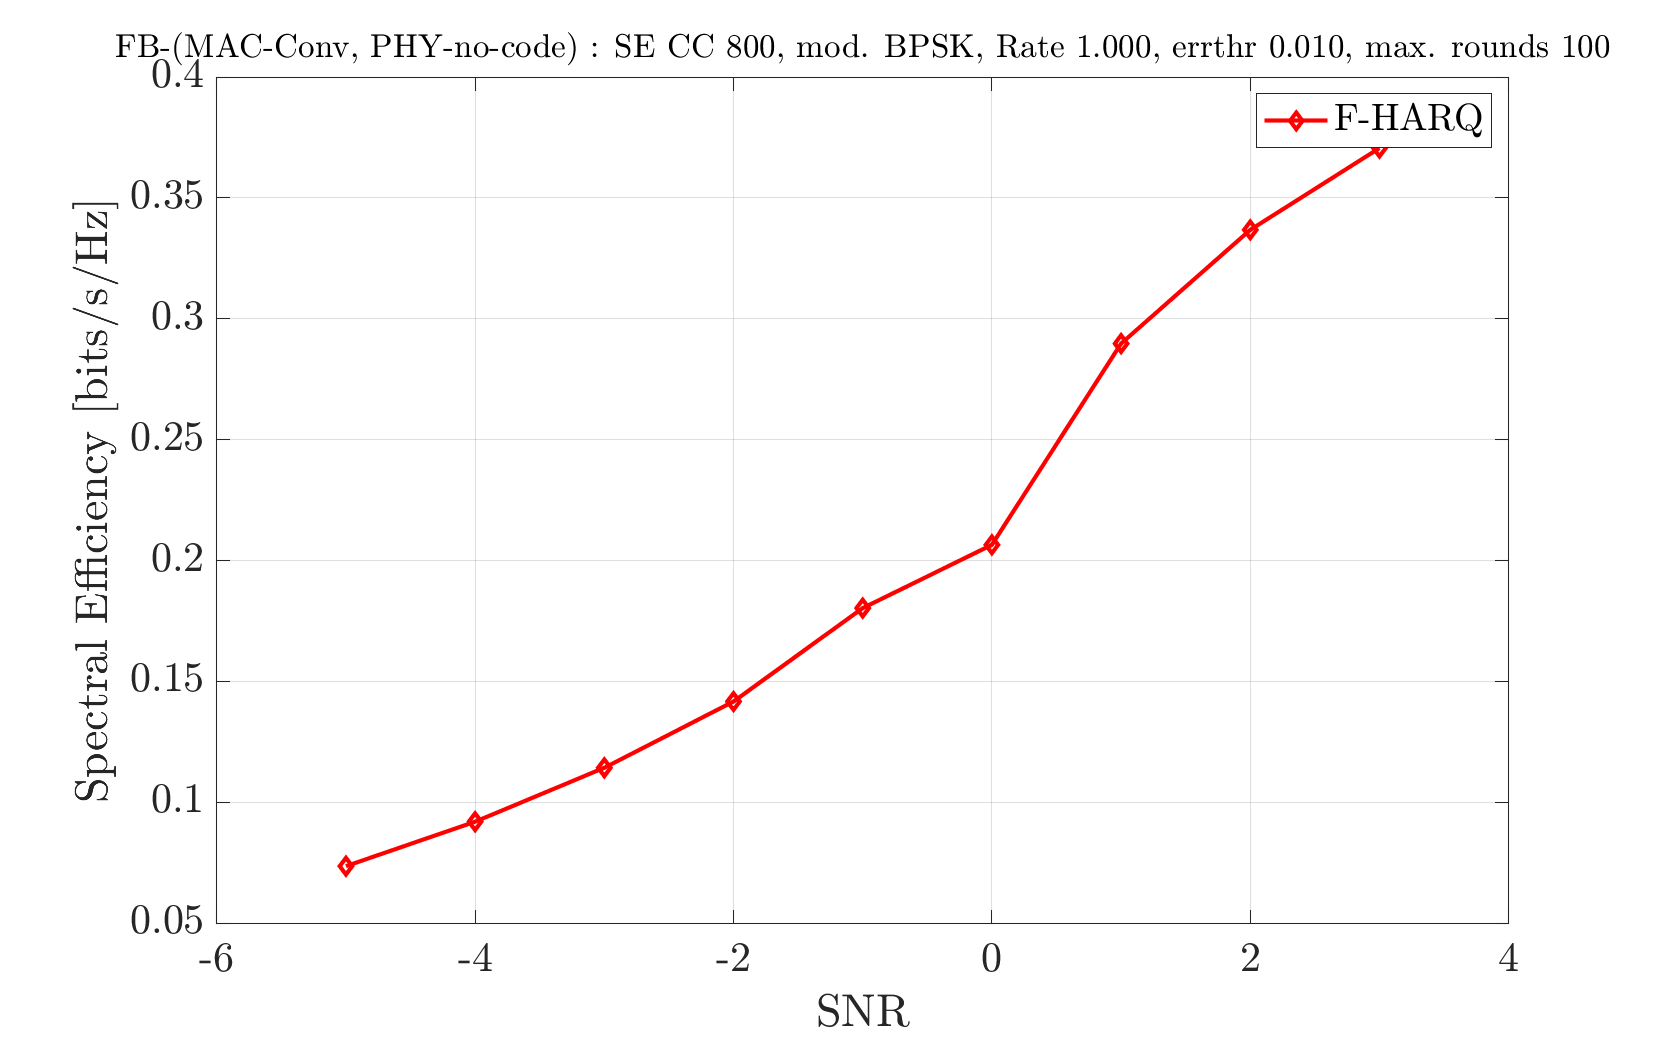 FB-(MAC-Conv, PHY-no-code) : SE CC 800, mod. BPSK, Rate 1.000, errthr 0.010, max. rounds 100
F-HARQ
0.4
0.35
0.3
0.25
0.2
0.15
0.1
0.05
Spectral Efficiency [bits/s/Hz]
-6 -4 -2 0 2 4
SNR